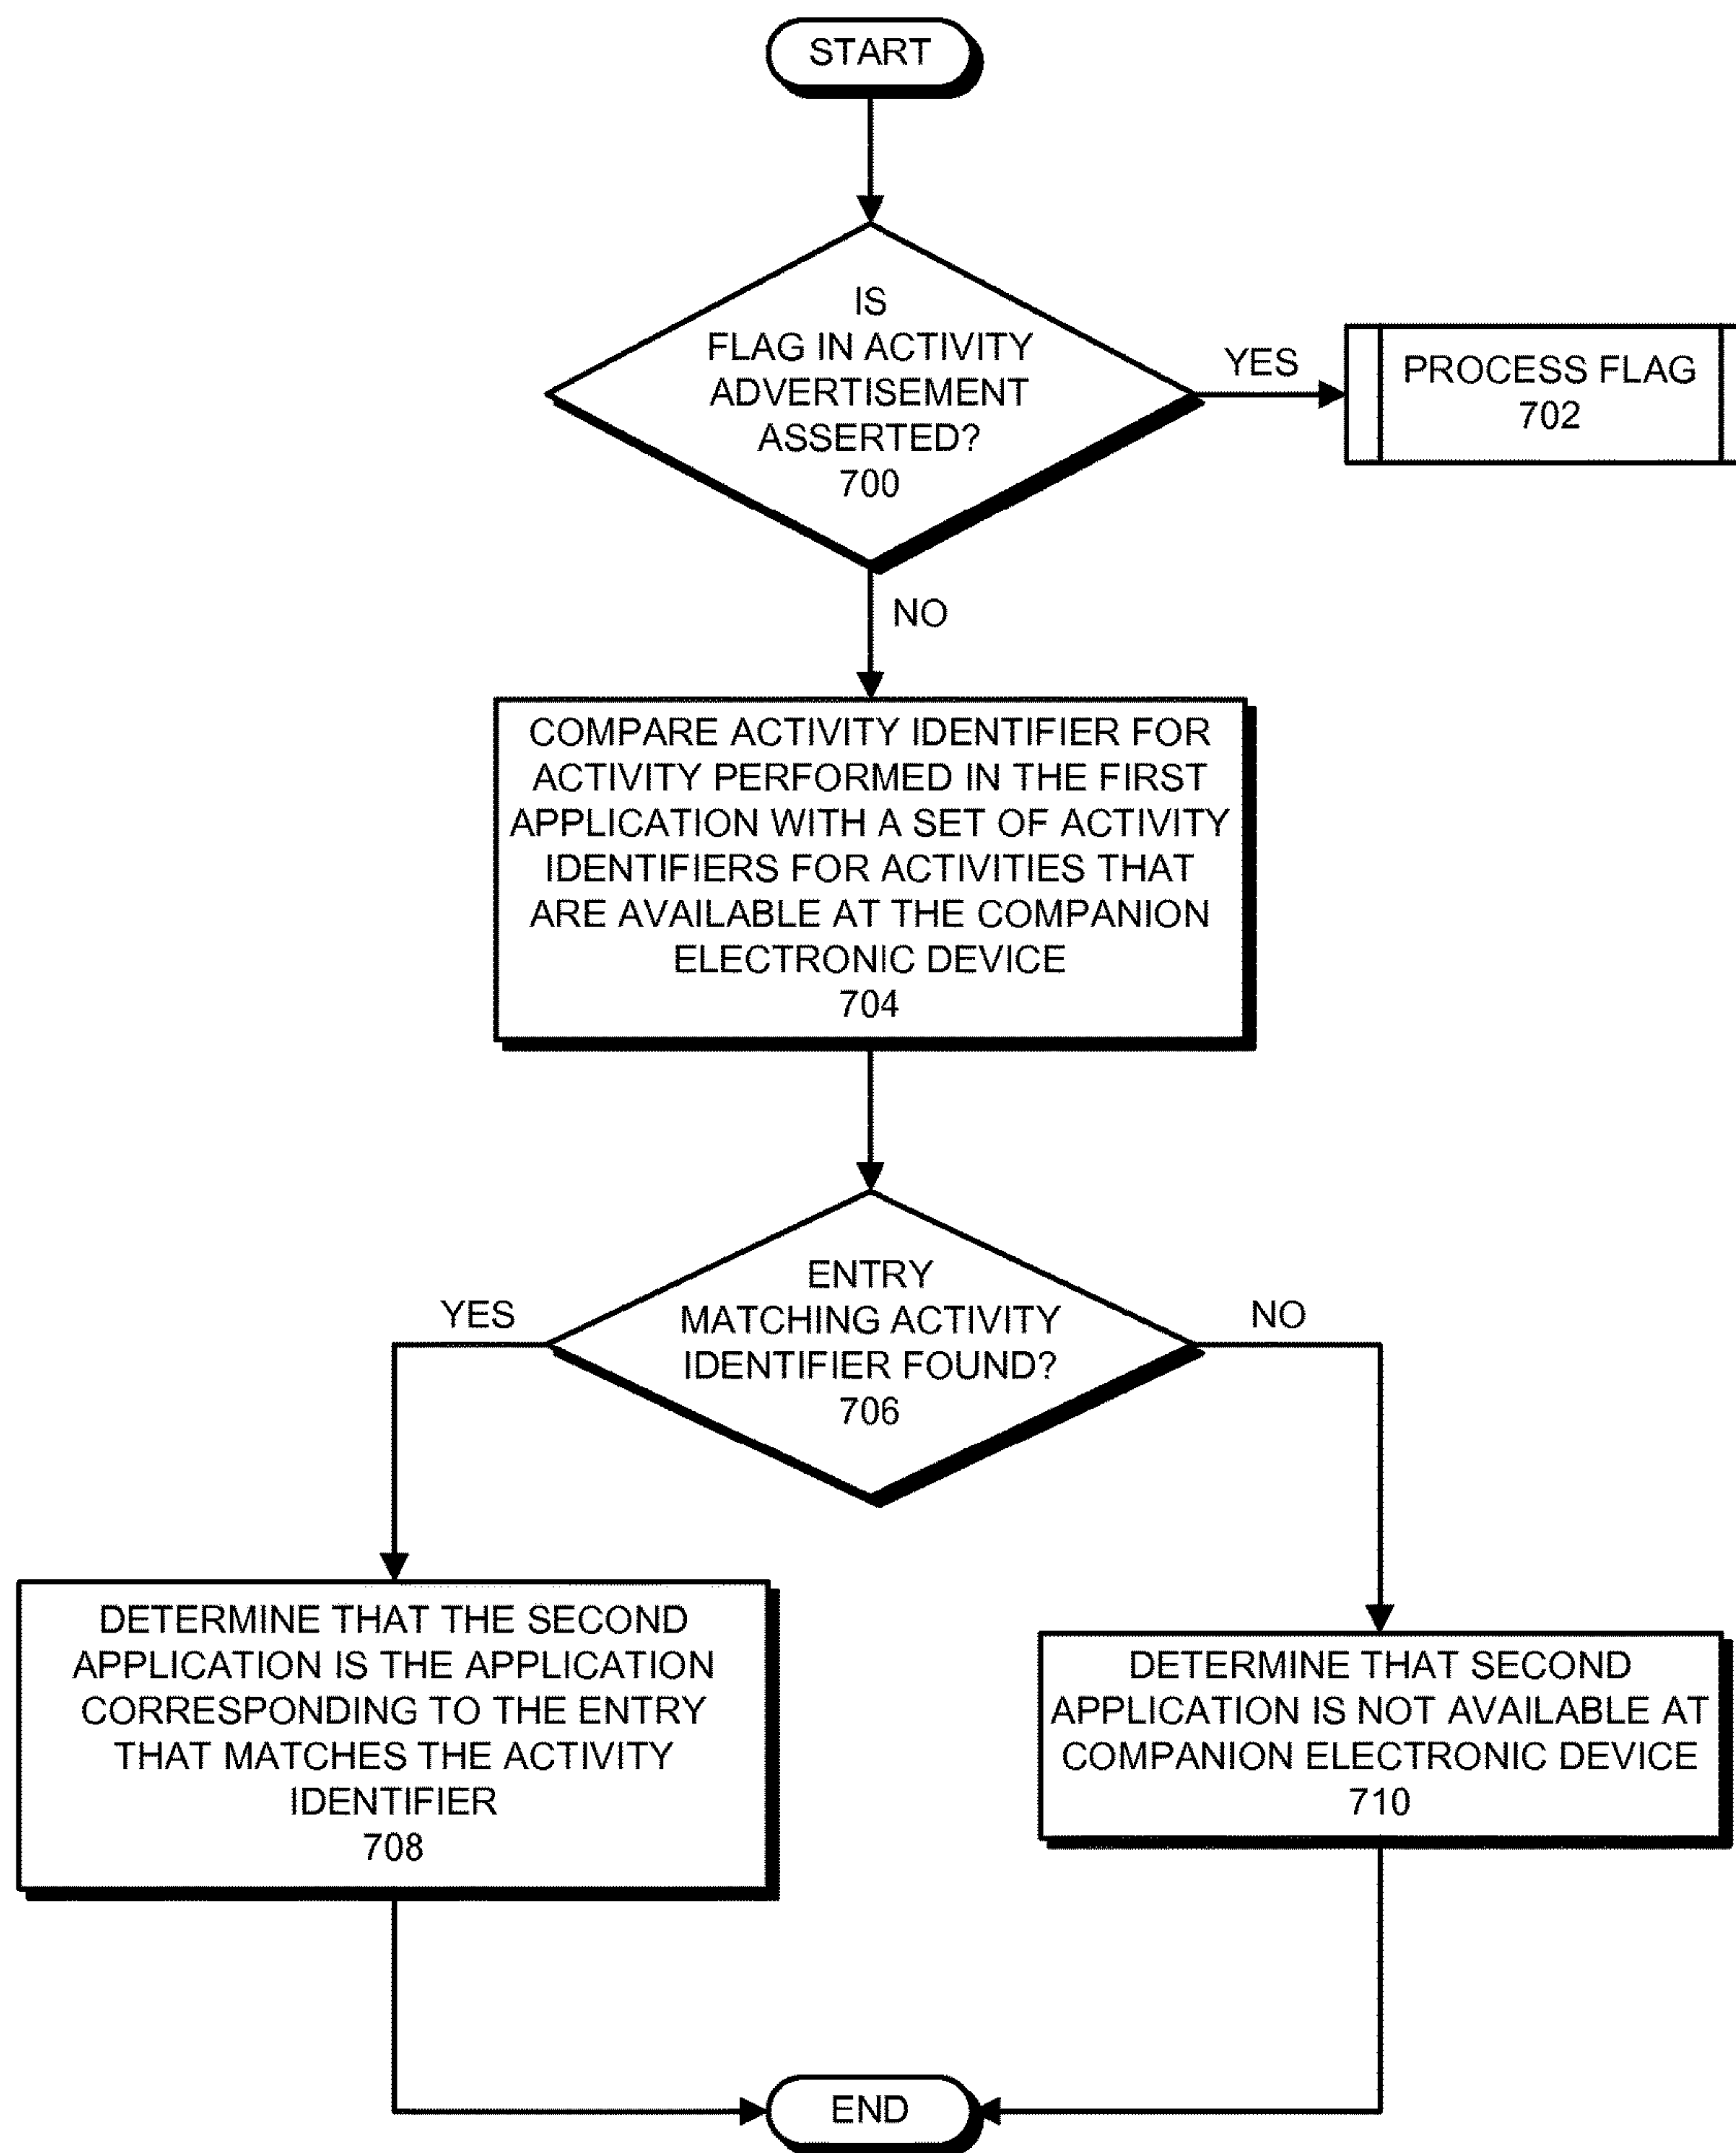 START
IS
FLAG IN ACTIVITY
ADVERTISEMENT
ASSERTED?
700
YES
PROCESS FLAG
702
NO
COMPARE ACTIVITY IDENTIFIER FOR
ACTIVITY PERFORMED IN THE FIRST
APPLICATION WITH A SET OF ACTIVITY
IDENTIFIERS FOR ACTIVITIES THAT
ARE AVAILABLE AT THE COMPANION
ELECTRONIC DEVICE
704
ENTRY
MATCHING ACTIVITY
IDENTIFIER FOUND?
706
YES
NO
DETERMINE THAT THE SECOND
APPLICATION IS THE APPLICATION
CORRESPONDING TO THE ENTRY
THAT MATCHES THE ACTIVITY
IDENTIFIER
708
DETERMINE THAT SECOND
APPLICATION IS NOT AVAILABLE AT
COMPANION ELECTRONIC DEVICE
710
END